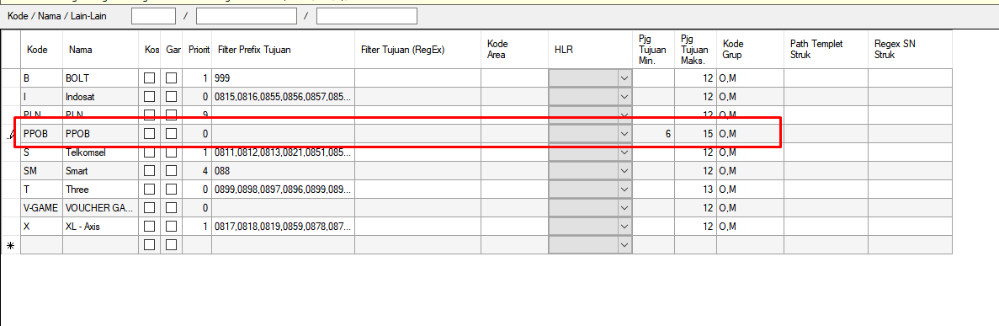 Kode / Nama / Lain-Lain / /
Kode Nama Kos Gar Priorit Filter Prefix Tujuan Filter Tujuan (RegEx) Kode Area HLR Pjg Tujuan Min. Pjg Tujuan Maks. Kode Grup Path Templet Struk Regex SN Struk
B BOLT 1 999 12 O,M
I Indosat 0 0815,0816,0855,0856,0857,085... 12 O,M
PLN PLN 9 12 O,M
PPOB PPOB 0 6 15 O,M
S Telkomsel 1 0811,0812,0813,0821,0851,085... 12 O,M
SM Smart 4 088 12 O,M
T Three 0 0899,0898,0897,0896,0899,089... 13 O,M
V-GAME VOUCHER GA... 0 12 O,M
X XL - Axis 1 0817,0818,0819,0859,0878,087... 12 O,M